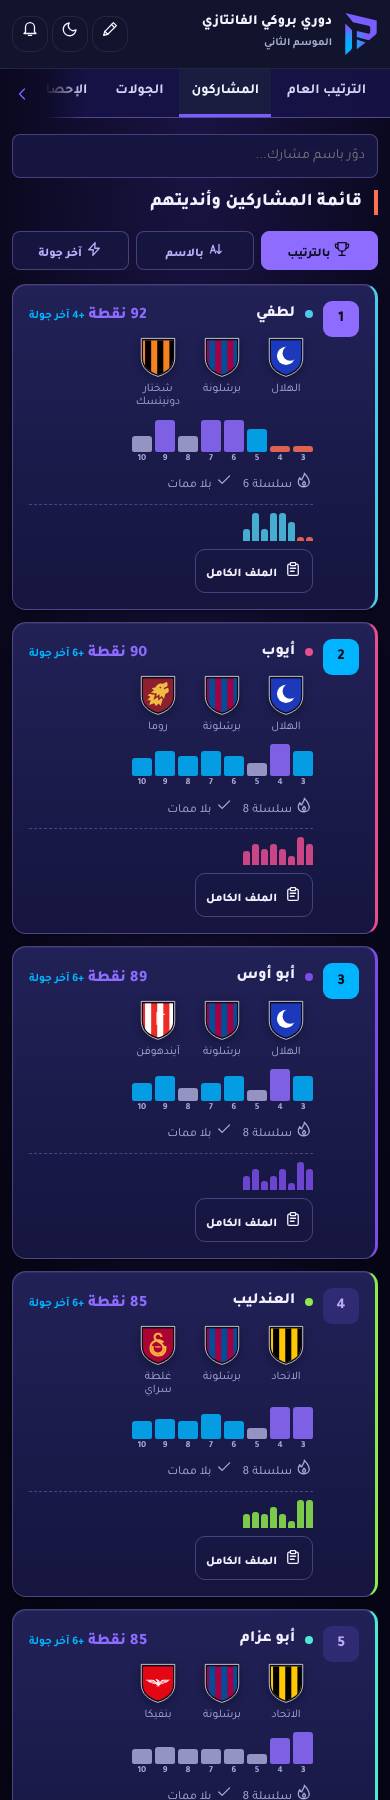 دوري بروكي الفانتازي
الموسم الثاني
الترتيب العام
المشاركون
الجولات
الإحصا
دوّر باسم مشارك...
قائمة المشاركين وأنديتهم
بالترتيب
بالاسم
آخر جولة
1
لطفي
92 نقطة +4 آخر جولة
الهلال
برشلونة
شختار دونيتسك
3 4 5 6 7 8 9 10
سلسلة 6
بلا ممات
الملف الكامل
2
أيوب
90 نقطة +6 آخر جولة
الهلال
برشلونة
روما
3 4 5 6 7 8 9 10
سلسلة 8
بلا ممات
الملف الكامل
3
أبو أوس
89 نقطة +6 آخر جولة
الهلال
برشلونة
آيندهوفن
3 4 5 6 7 8 9 10
سلسلة 8
بلا ممات
الملف الكامل
4
العندليب
85 نقطة +6 آخر جولة
الاتحاد
برشلونة
غلطة سراي
3 4 5 6 7 8 9 10
سلسلة 8
بلا ممات
الملف الكامل
5
أبو عزام
85 نقطة +6 آخر جولة
الاتحاد
برشلونة
بنفيكا
3 4 5 6 7 8 9 10
سلسلة 8
بلا ممات